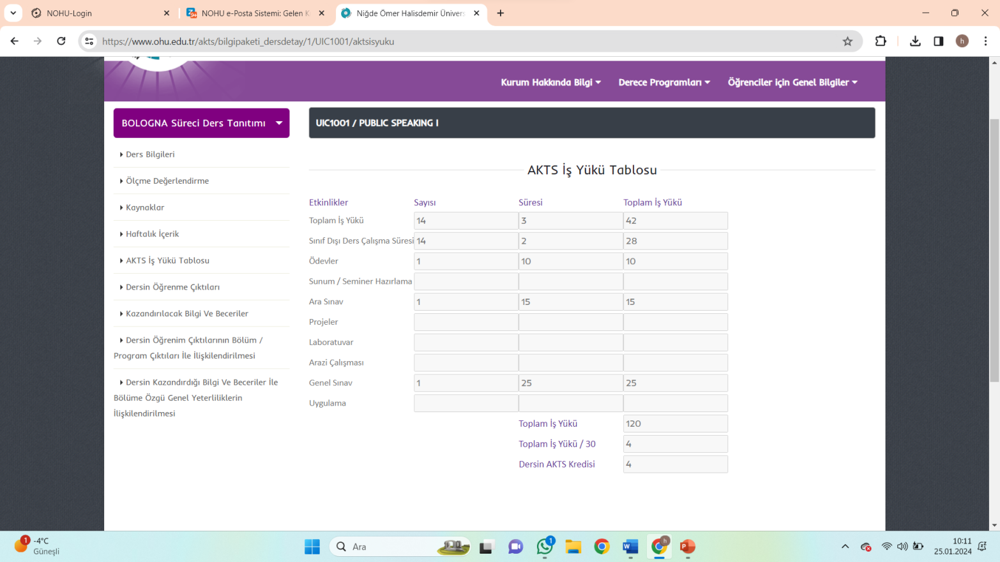 NOHU-Login
NOHU e-Posta Sistemi: Gelen K
Niğde Ömer Halisdemir Ünivers
https://www.ohu.edu.tr/akts/bilgipaketi_dersdetay/1/UIC1001/aktsisyuku
h
Kurum Hakkında Bilgi
Derece Programları
Öğrenciler için Genel Bilgiler
BOLOGNA Süreci Ders Tanıtımı
UIC1001 / PUBLIC SPEAKING I
Ders Bilgileri
Ölçme Değerlendirme
Kaynaklar
Haftalık İçerik
AKTS İş Yükü Tablosu
Dersin Öğrenme Çıktıları
Kazandırılacak Bilgi Ve Beceriler
Dersin Öğrenim Çıktılarının Bölüm /
Program Çıktıları İle İlişkilendirilmesi
Dersin Kazandırdığı Bilgi Ve Beceriler İle
Bölüme Özgü Genel Yeterliliklerin
İlişkilendirilmesi
AKTS İş Yükü Tablosu
Etkinlikler Sayısı Süresi Toplam İş Yükü
Toplam İş Yükü 14 3 42
Sınıf Dışı Ders Çalışma Süresi 14 2 28
Ödevler 1 10 10
Sunum / Seminer Hazırlama
Ara Sınav 1 15 15
Projeler
Laboratuvar
Arazi Çalışması
Genel Sınav 1 25 25
Uygulama
Toplam İş Yükü 120
Toplam İş Yükü / 30 4
Dersin AKTS Kredisi 4
1
-4°C
Güneşli
Ara
1
h
10:11
25.01.2024